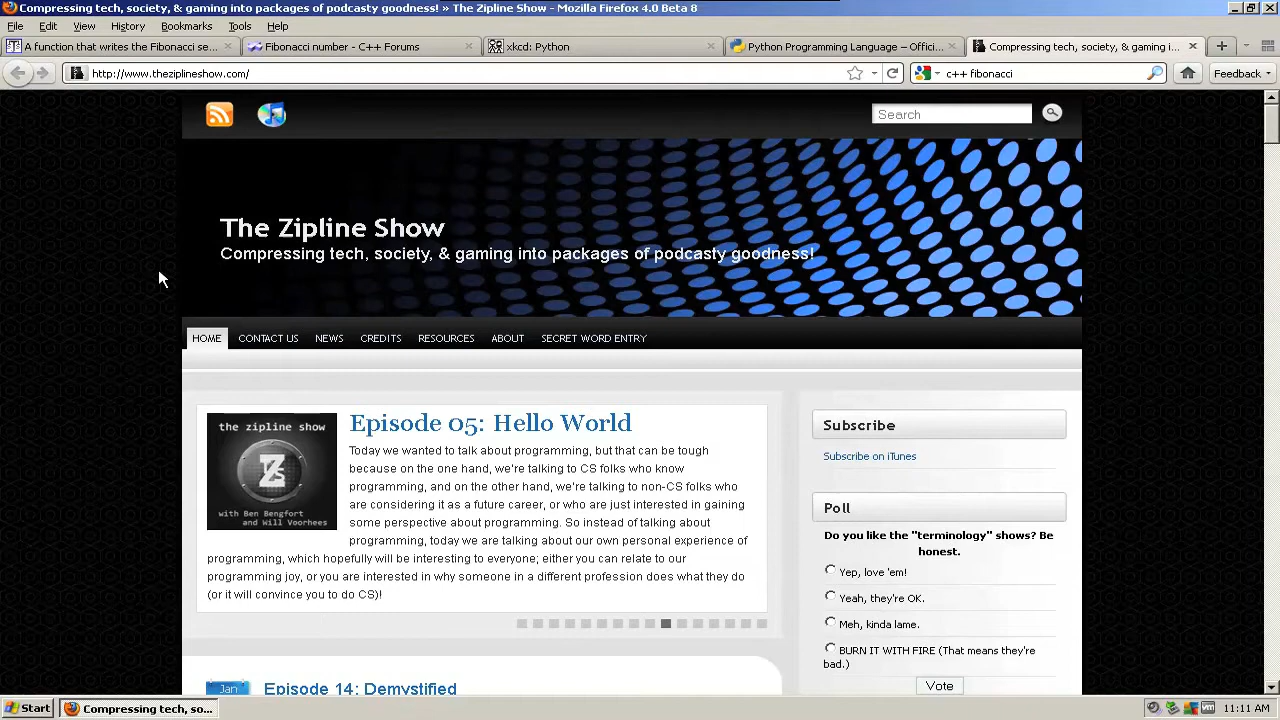 Compressing tech, society, & gaming into packages of podcasty goodness! » The Zipline Show - Mozilla Firefox 4.0 Beta 8
File Edit View History Bookmarks Tools Help
A function that writes the Fibonacci se...
Fibonacci number - C++ Forums
xkcd: Python
Python Programming Language – Offici...
Compressing tech, society, & gaming i...
http://www.theziplineshow.com/
c++ fibonacci
Feedback
Search
The Zipline Show
Compressing tech, society, & gaming into packages of podcasty goodness!
HOME CONTACT US NEWS CREDITS RESOURCES ABOUT SECRET WORD ENTRY
the zipline show
with Ben Bengfort
and Will Voorhees
Episode 05: Hello World
Today we wanted to talk about programming, but that can be tough
because on the one hand, we're talking to CS folks who know
programming, and on the other hand, we're talking to non-CS folks who
are considering it as a future career, or who are just interested in gaining
some perspective about programming. So instead of talking about
programming, today we are talking about our own personal experience of
programming, which hopefully will be interesting to everyone; either you can relate to our
programming joy, or you are interested in why someone in a different profession does what they do
(or it will convince you to do CS)!
Subscribe
Subscribe on iTunes
Poll
Do you like the "terminology" shows? Be
honest.
Yep, love 'em!
Yeah, they're OK.
Meh, kinda lame.
BURN IT WITH FIRE (That means they're
bad.)
Vote
Jan
Episode 14: Demystified
Start
Compressing tech, so...
11:11 AM